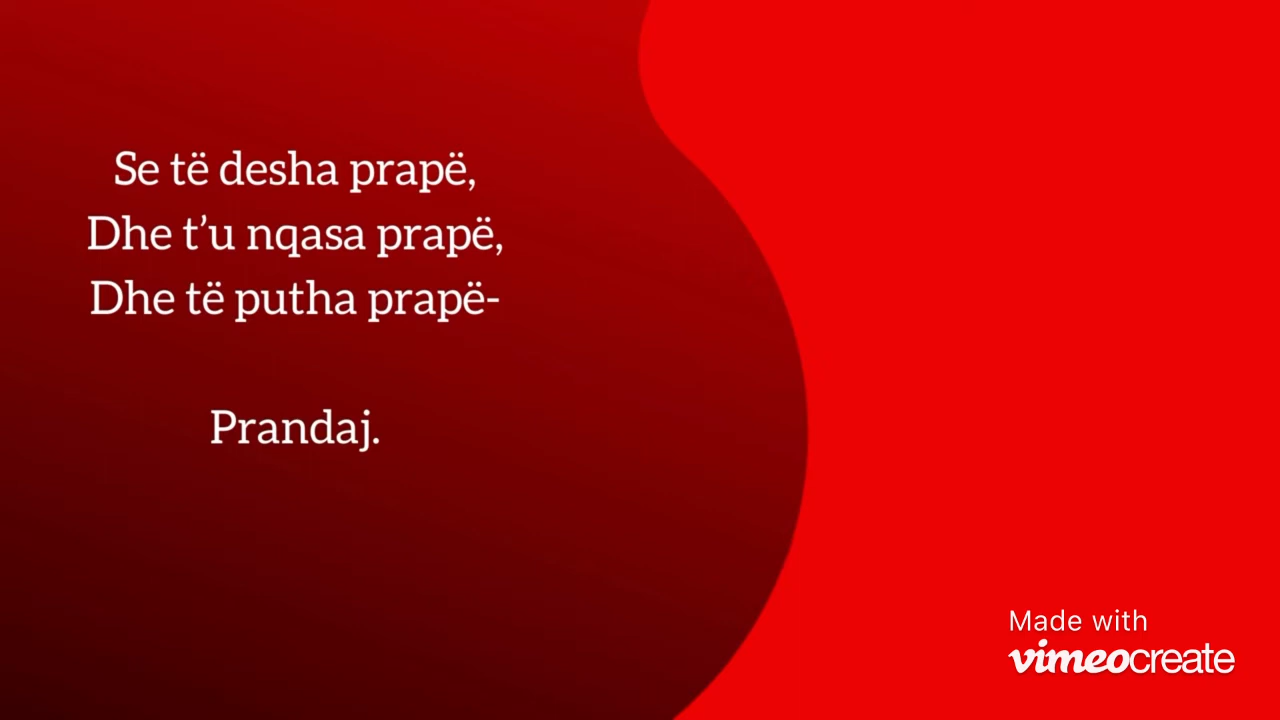 Se të desha prapë,
Dhe t’u nqasa prapë,
Dhe të putha prapë-
Prandaj.
Made with
vimeocreate